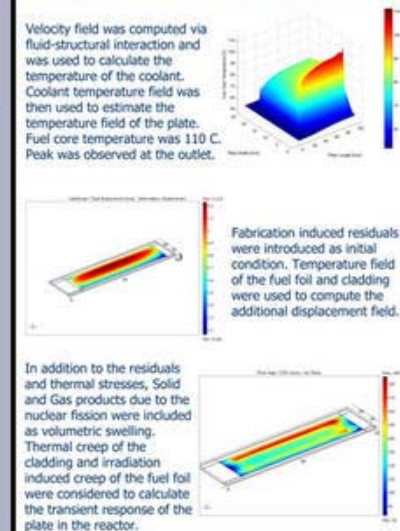 Velocity field was computed via
fluid-structural interaction and
was used to calculate the
temperature of the coolant.
Coolant temperature field was
then used to estimate the
temperature field of the plate.
Fuel core temperature was 110 C.
Peak was observed at the outlet.
Fabrication induced residuals
were introduced as initial
condition. Temperature field
of the fuel foil and cladding
were used to compute the
additional displacement field.
In addition to the residuals
and thermal stresses, Solid
and Gas products due to the
nuclear fission were included
as volumetric swelling.
Thermal creep of the
cladding and irradiation
induced creep of the fuel foil
were considered to calculate
the transient response of the
plate in the reactor.